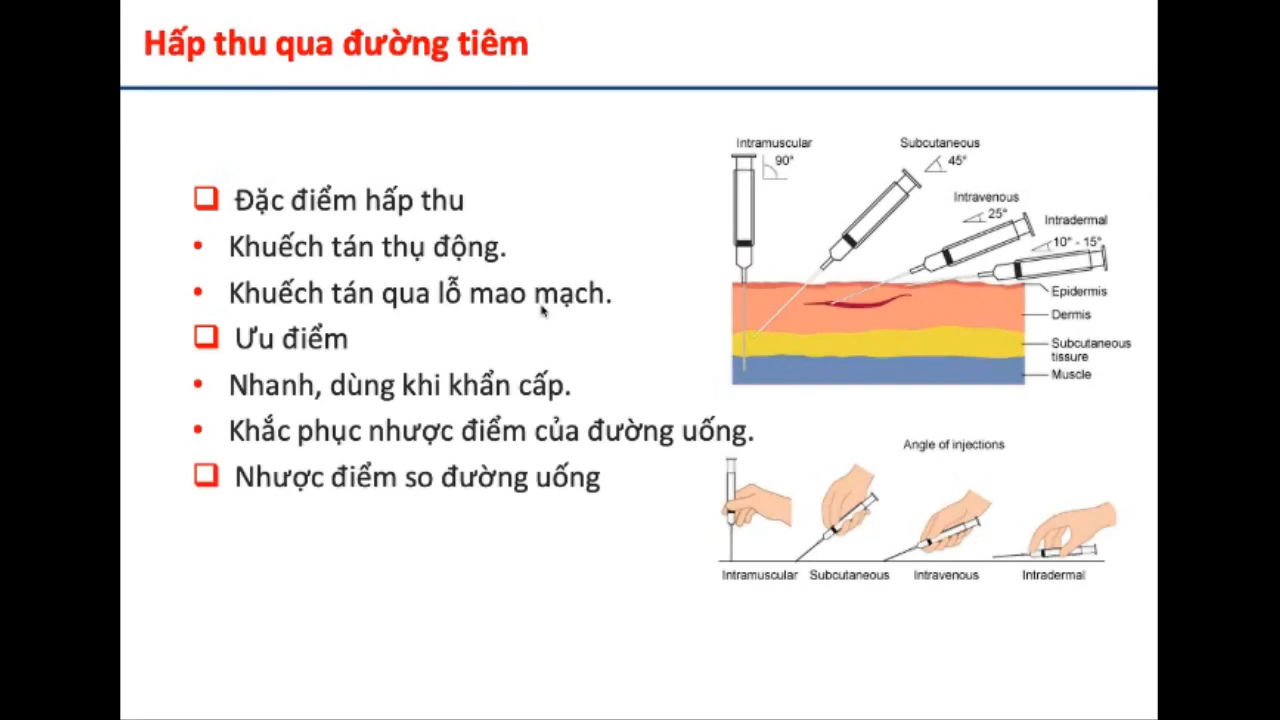 Hấp thu qua đường tiêm
❑ Đặc điểm hấp thu
• Khuếch tán thụ động.
• Khuếch tán qua lỗ mao mạch.
❑ Ưu điểm
• Nhanh, dùng khi khẩn cấp.
• Khắc phục nhược điểm của đường uống.
❑ Nhược điểm so đường uống
Intramuscular
90°
Subcutaneous
45°
Intravenous
25°
Intradermal
10° - 15°
Epidermis
Dermis
Subcutaneous
tissure
Muscle
Angle of injections
Intramuscular
Subcutaneous
Intravenous
Intradermal